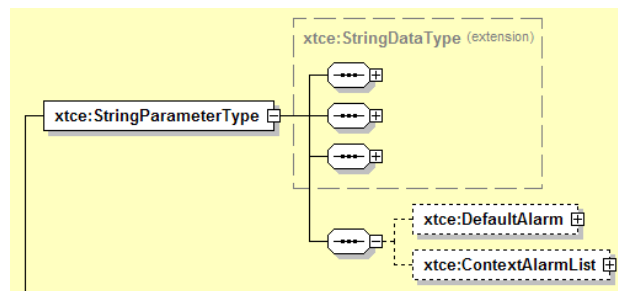 xtce:StringDataType (extension)
xtce:StringParameterType
xtce:DefaultAlarm
xtce:ContextAlarmList